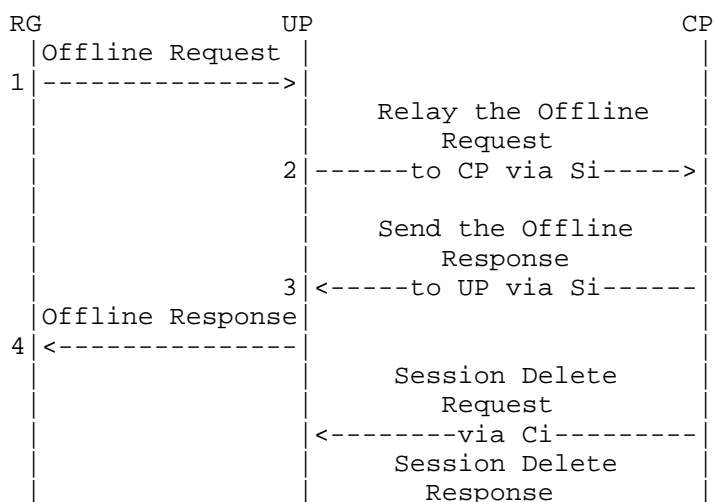 RG                UP                         CP
 |Offline Request |                          |
1|--------------->|                          |
 |                |    Relay the Offline     |
 |                |        Request           |
 |               2|------to CP via Si----->|
 |                |                          |
 |                |    Send the Offline      |
 |                |        Response          |
 |               3|<-----to UP via Si------|
 |Offline Response|                          |
4|<---------------|                          |
 |                |     Session Delete       |
 |                |        Request           |
 |                |<--------via Ci---------|
 |                |     Session Delete       |
 |                |       Response           |